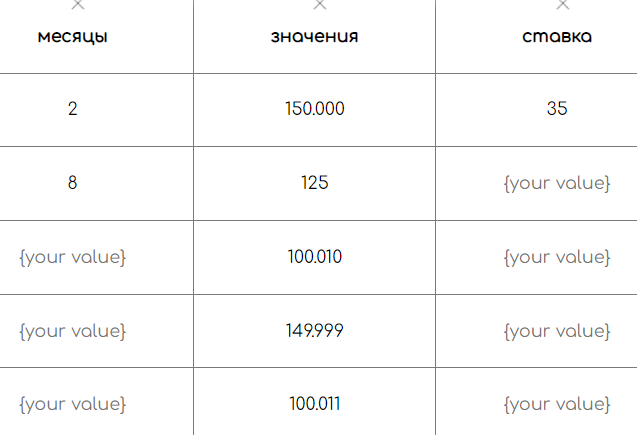 месяцы значения ставка
2 150.000 35
8 125 {your value}
{your value} 100.010 {your value}
{your value} 149.999 {your value}
{your value} 100.011 {your value}